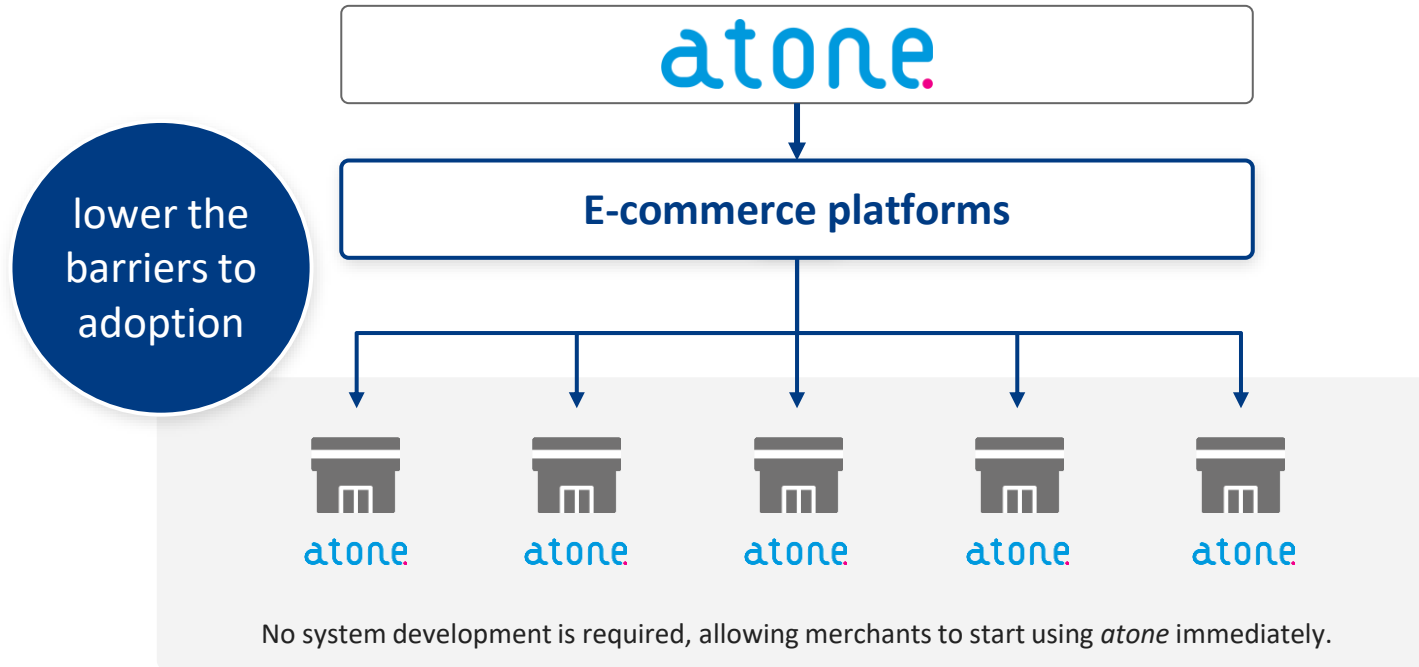 atone
E-commerce platforms
lower the
barriers to
adoption
atone
atone
atone
atone
atone
No system development is required, allowing merchants to start using atone immediately.